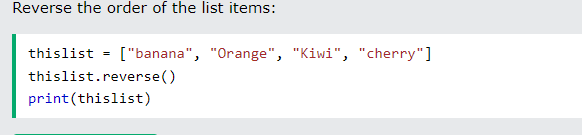 Reverse the order of the list items:
thislist = ["banana", "Orange", "Kiwi", "cherry"]
thislist.reverse()
print(thislist)